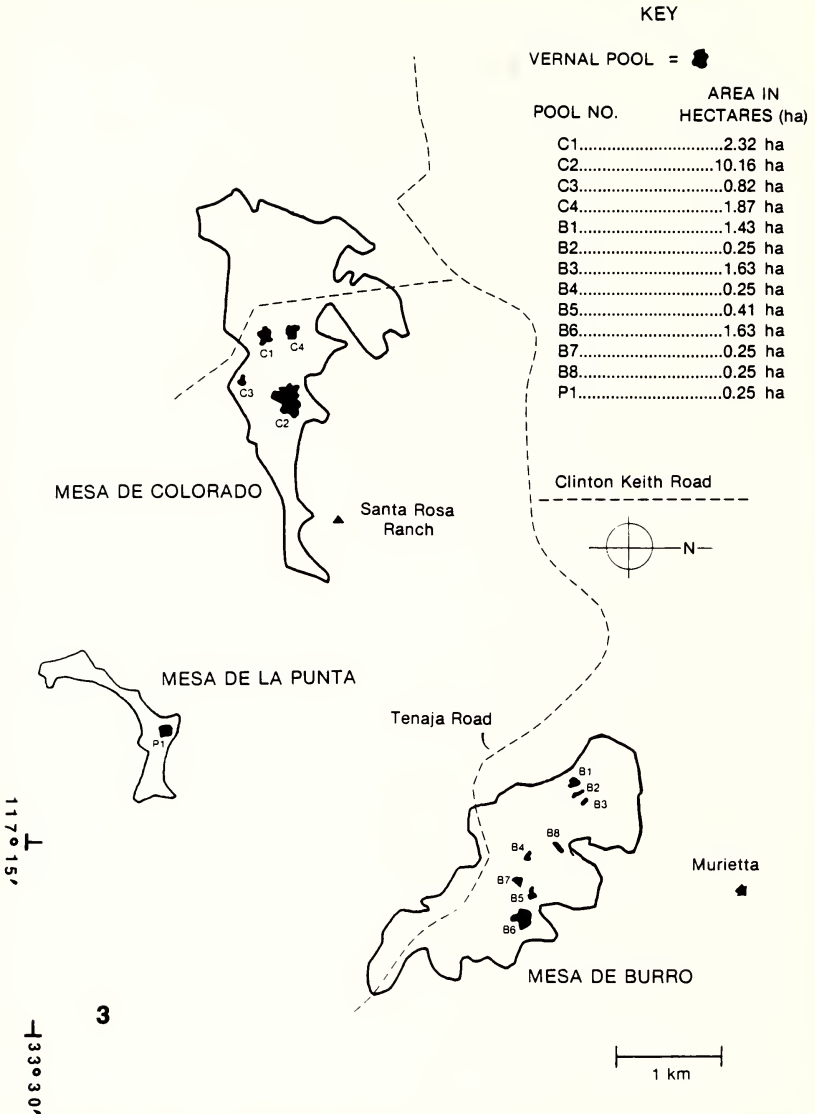 KEY
VERNAL POOL =
POOL NO.
AREA IN
HECTARES (ha)
C1............................2.32 ha
C2...........................10.16 ha
C3............................0.82 ha
C4............................1.87 ha
B1............................1.43 ha
B2............................0.25 ha
B3............................1.63 ha
B4............................0.25 ha
B5............................0.41 ha
B6............................1.63 ha
B7............................0.25 ha
B8............................0.25 ha
P1............................0.25 ha
C1
C4
C3
C2
MESA DE COLORADO
Santa Rosa
Ranch
Clinton Keith Road
N
MESA DE LA PUNTA
P1
Tenaja Road
B1
B2
B3
B8
B4
B7
B5
B6
Murietta
MESA DE BURRO
117°15'
3
33°30'
1 km